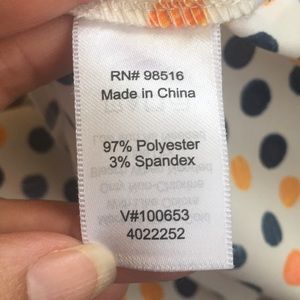 RN# 98516
Made in China
97% Polyester
3% Spandex
V#100653
4022252